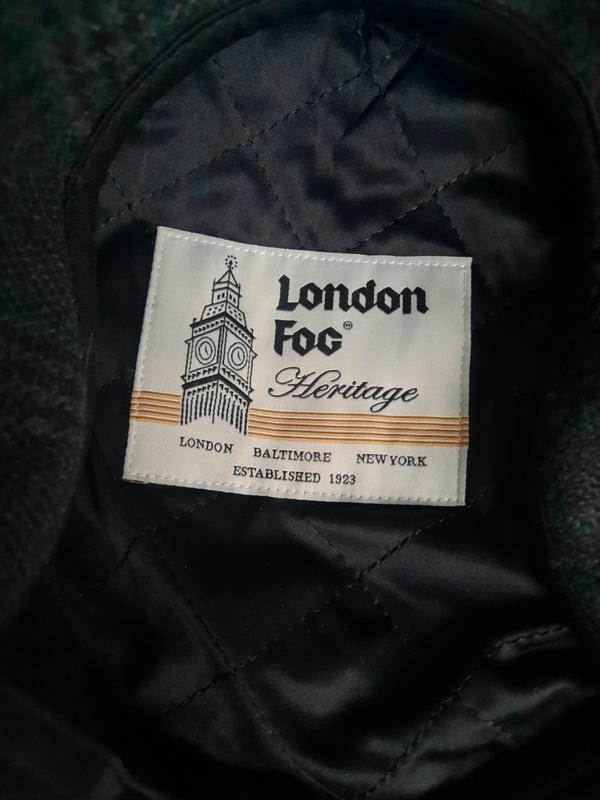 London
Fog®
Heritage
LONDON BALTIMORE NEW YORK
ESTABLISHED 1923